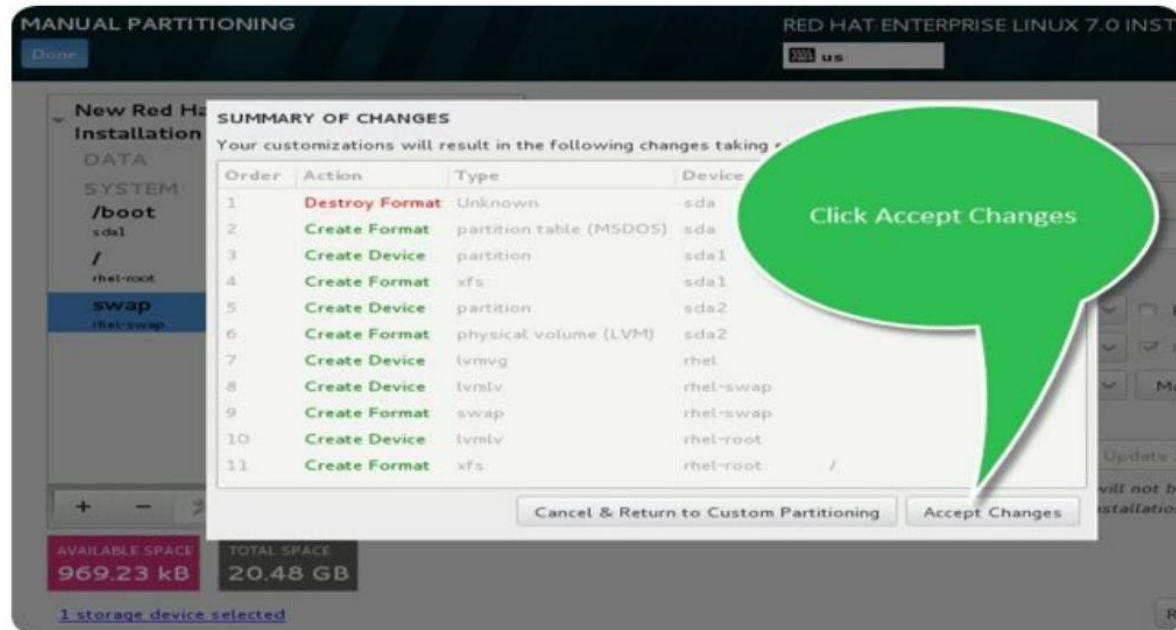 MANUAL PARTITIONING
RED HAT ENTERPRISE LINUX 7.0 INST
Done
us
New Red Ha
Installation
DATA
SYSTEM
/boot
sda1
/
rhel-root
swap
rhel-swap
SUMMARY OF CHANGES
Your customizations will result in the following changes taking
Order Action Type Device
1 Destroy Format Unknown sda
2 Create Format partition table (MSDOS) sda
3 Create Device partition sda1
4 Create Format xfs sda1
5 Create Device partition sda2
6 Create Format physical volume (LVM) sda2
7 Create Device lvmvg rhel
8 Create Device lvmlv rhel-swap
9 Create Format swap rhel-swap
10 Create Device lvmlv rhel-root
11 Create Format xfs rhel-root /
Click Accept Changes
Cancel & Return to Custom Partitioning
Accept Changes
Mo
Update
will not b
nstallatio
+ -
AVAILABLE SPACE
969.23 kB
TOTAL SPACE
20.48 GB
1 storage device selected
R